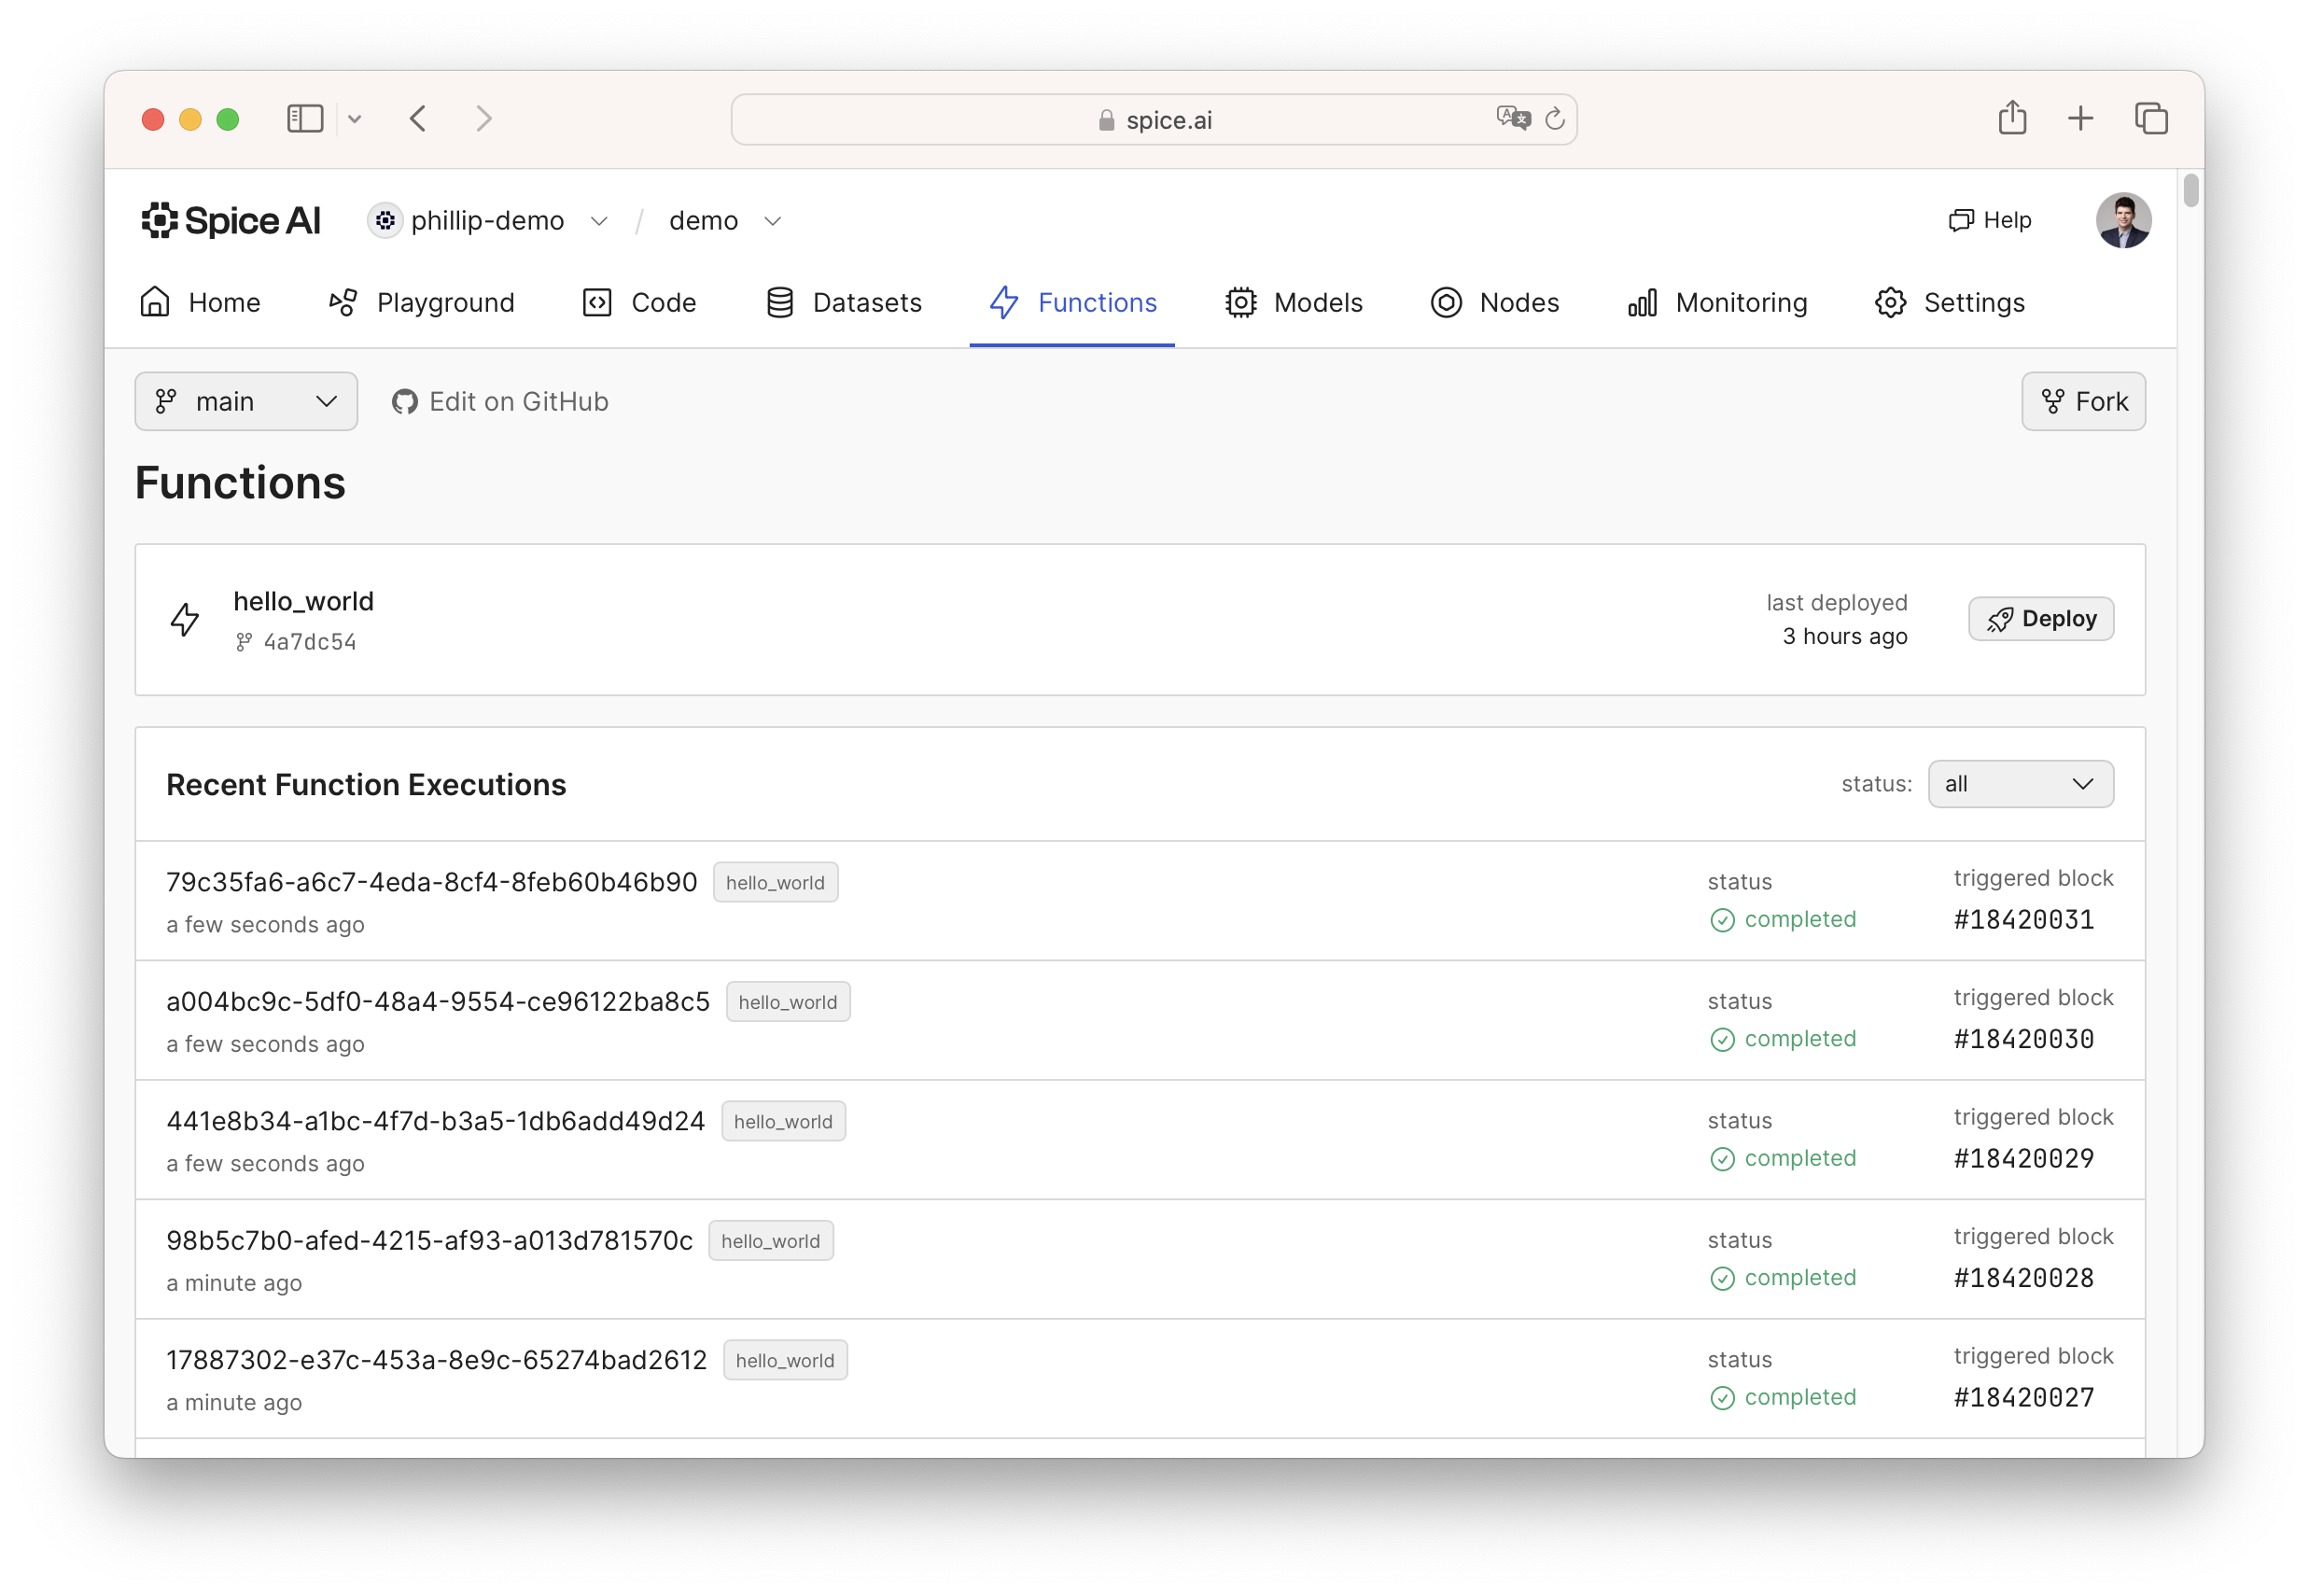 spice.ai
Spice AI phillip-demo / demo Help
Home Playground Code Datasets Functions Models Nodes Monitoring Settings
main Edit on GitHub Fork
Functions
hello_world
4a7dc54
last deployed
3 hours ago
Deploy
Recent Function Executions status: all
79c35fa6-a6c7-4eda-8cf4-8feb60b46b90 hello_world status triggered block
a few seconds ago completed #18420031
a004bc9c-5df0-48a4-9554-ce96122ba8c5 hello_world status triggered block
a few seconds ago completed #18420030
441e8b34-a1bc-4f7d-b3a5-1db6add49d24 hello_world status triggered block
a few seconds ago completed #18420029
98b5c7b0-afed-4215-af93-a013d781570c hello_world status triggered block
a minute ago completed #18420028
17887302-e37c-453a-8e9c-65274bad2612 hello_world status triggered block
a minute ago completed #18420027